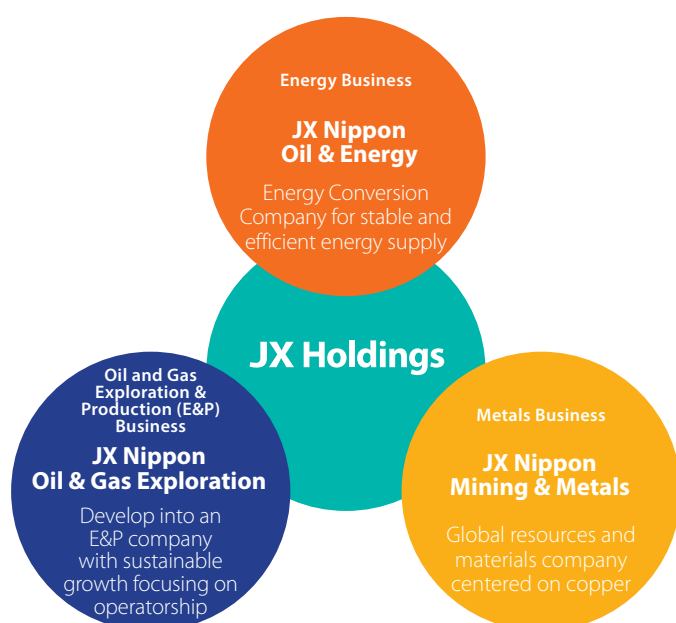 Energy Business
JX Nippon
Oil & Energy
Energy Conversion
Company for stable and
efficient energy supply
JX Holdings
Oil and Gas
Exploration &
Production (E&P)
Business
JX Nippon
Oil & Gas Exploration
Develop into an
E&P company
with sustainable
growth focusing on
operatorship
Metals Business
JX Nippon
Mining & Metals
Global resources and
materials company
centered on copper